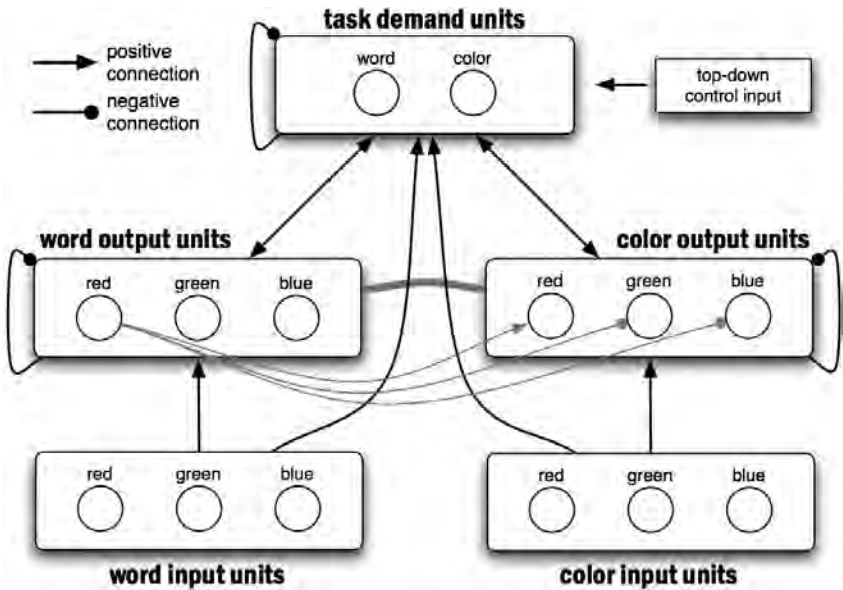 task demand units
positive
connection
negative
connection
word color
top-down
control input
word output units
color output units
red green blue
red green blue
red green blue
red green blue
word input units
color input units